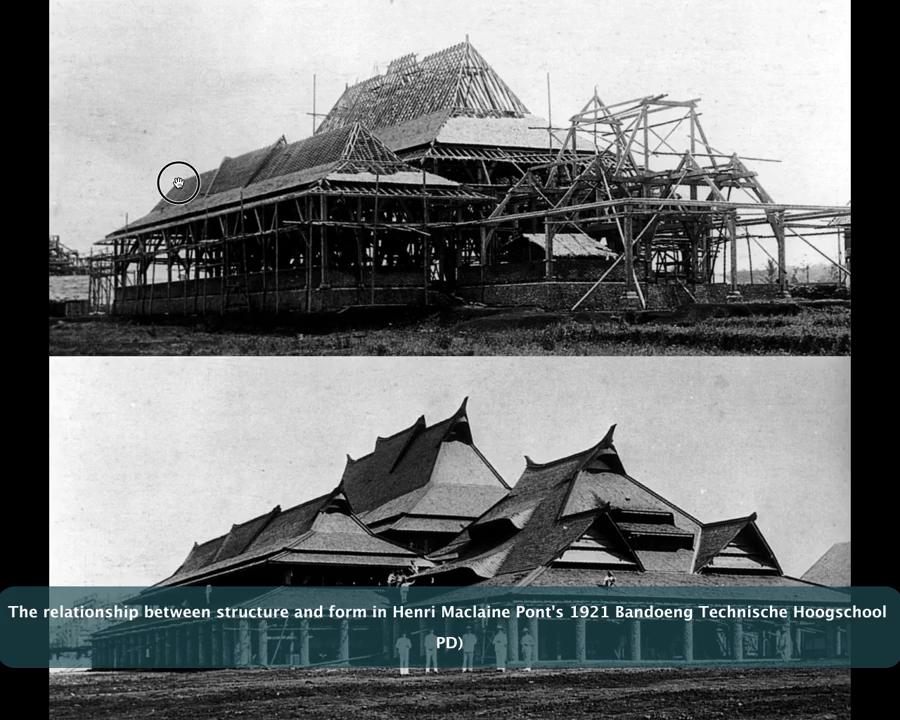 The relationship between structure and form in Henri Maclaine Pont's 1921 Bandoeng Technische Hoogschool
PD)